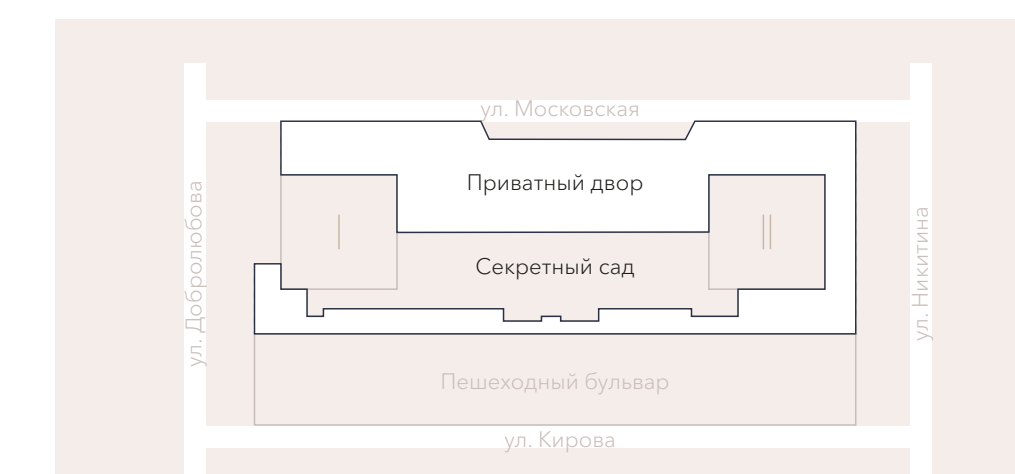 ул. Московская
Приватный двор
ул. Добролюбова
I
II
ул. Никитина
Секретный сад
Пешеходный бульвар
ул. Кирова